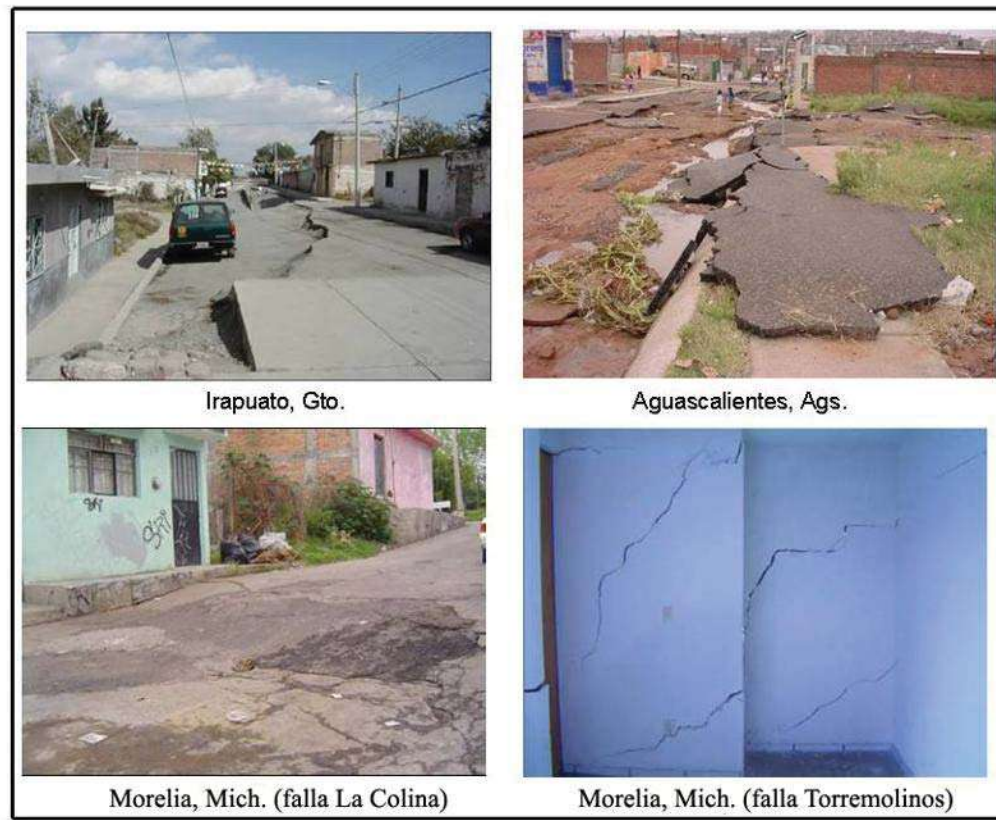 Irapuato, Gto.
Aguascalientes, Ags.
Morelia, Mich. (falla La Colina)
Morelia, Mich. (falla Torremolinos)